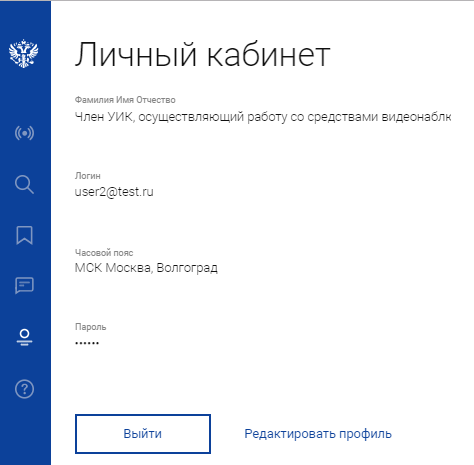 Личный кабинет
Фамилия Имя Отчество
Член УИК, осуществляющий работу со средствами видеонаблк
Логин
user2@test.ru
Часовой пояс
МСК Москва, Волгоград
Пароль
••••••
Выйти
Редактировать профиль